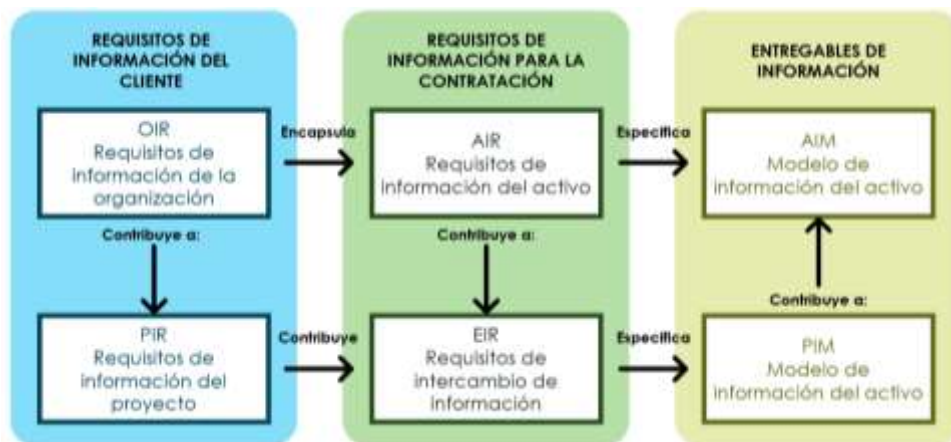 REQUISITOS DE
INFORMACIÓN DEL
CLIENTE
REQUISITOS DE
INFORMACIÓN PARA LA
CONTRATACIÓN
ENTREGABLES DE
INFORMACIÓN
OIR
Requisitos de
información de la
organización
Encapsula
AIR
Requisitos de
información del activo
Especifica
AIM
Modelo de
información del activo
Contribuye a:
Contribuye a:
Contribuye a:
PIR
Requisitos de
información del
proyecto
Contribuye
EIR
Requisitos de
intercambio de
información
Especifica
PIM
Modelo de
información del activo